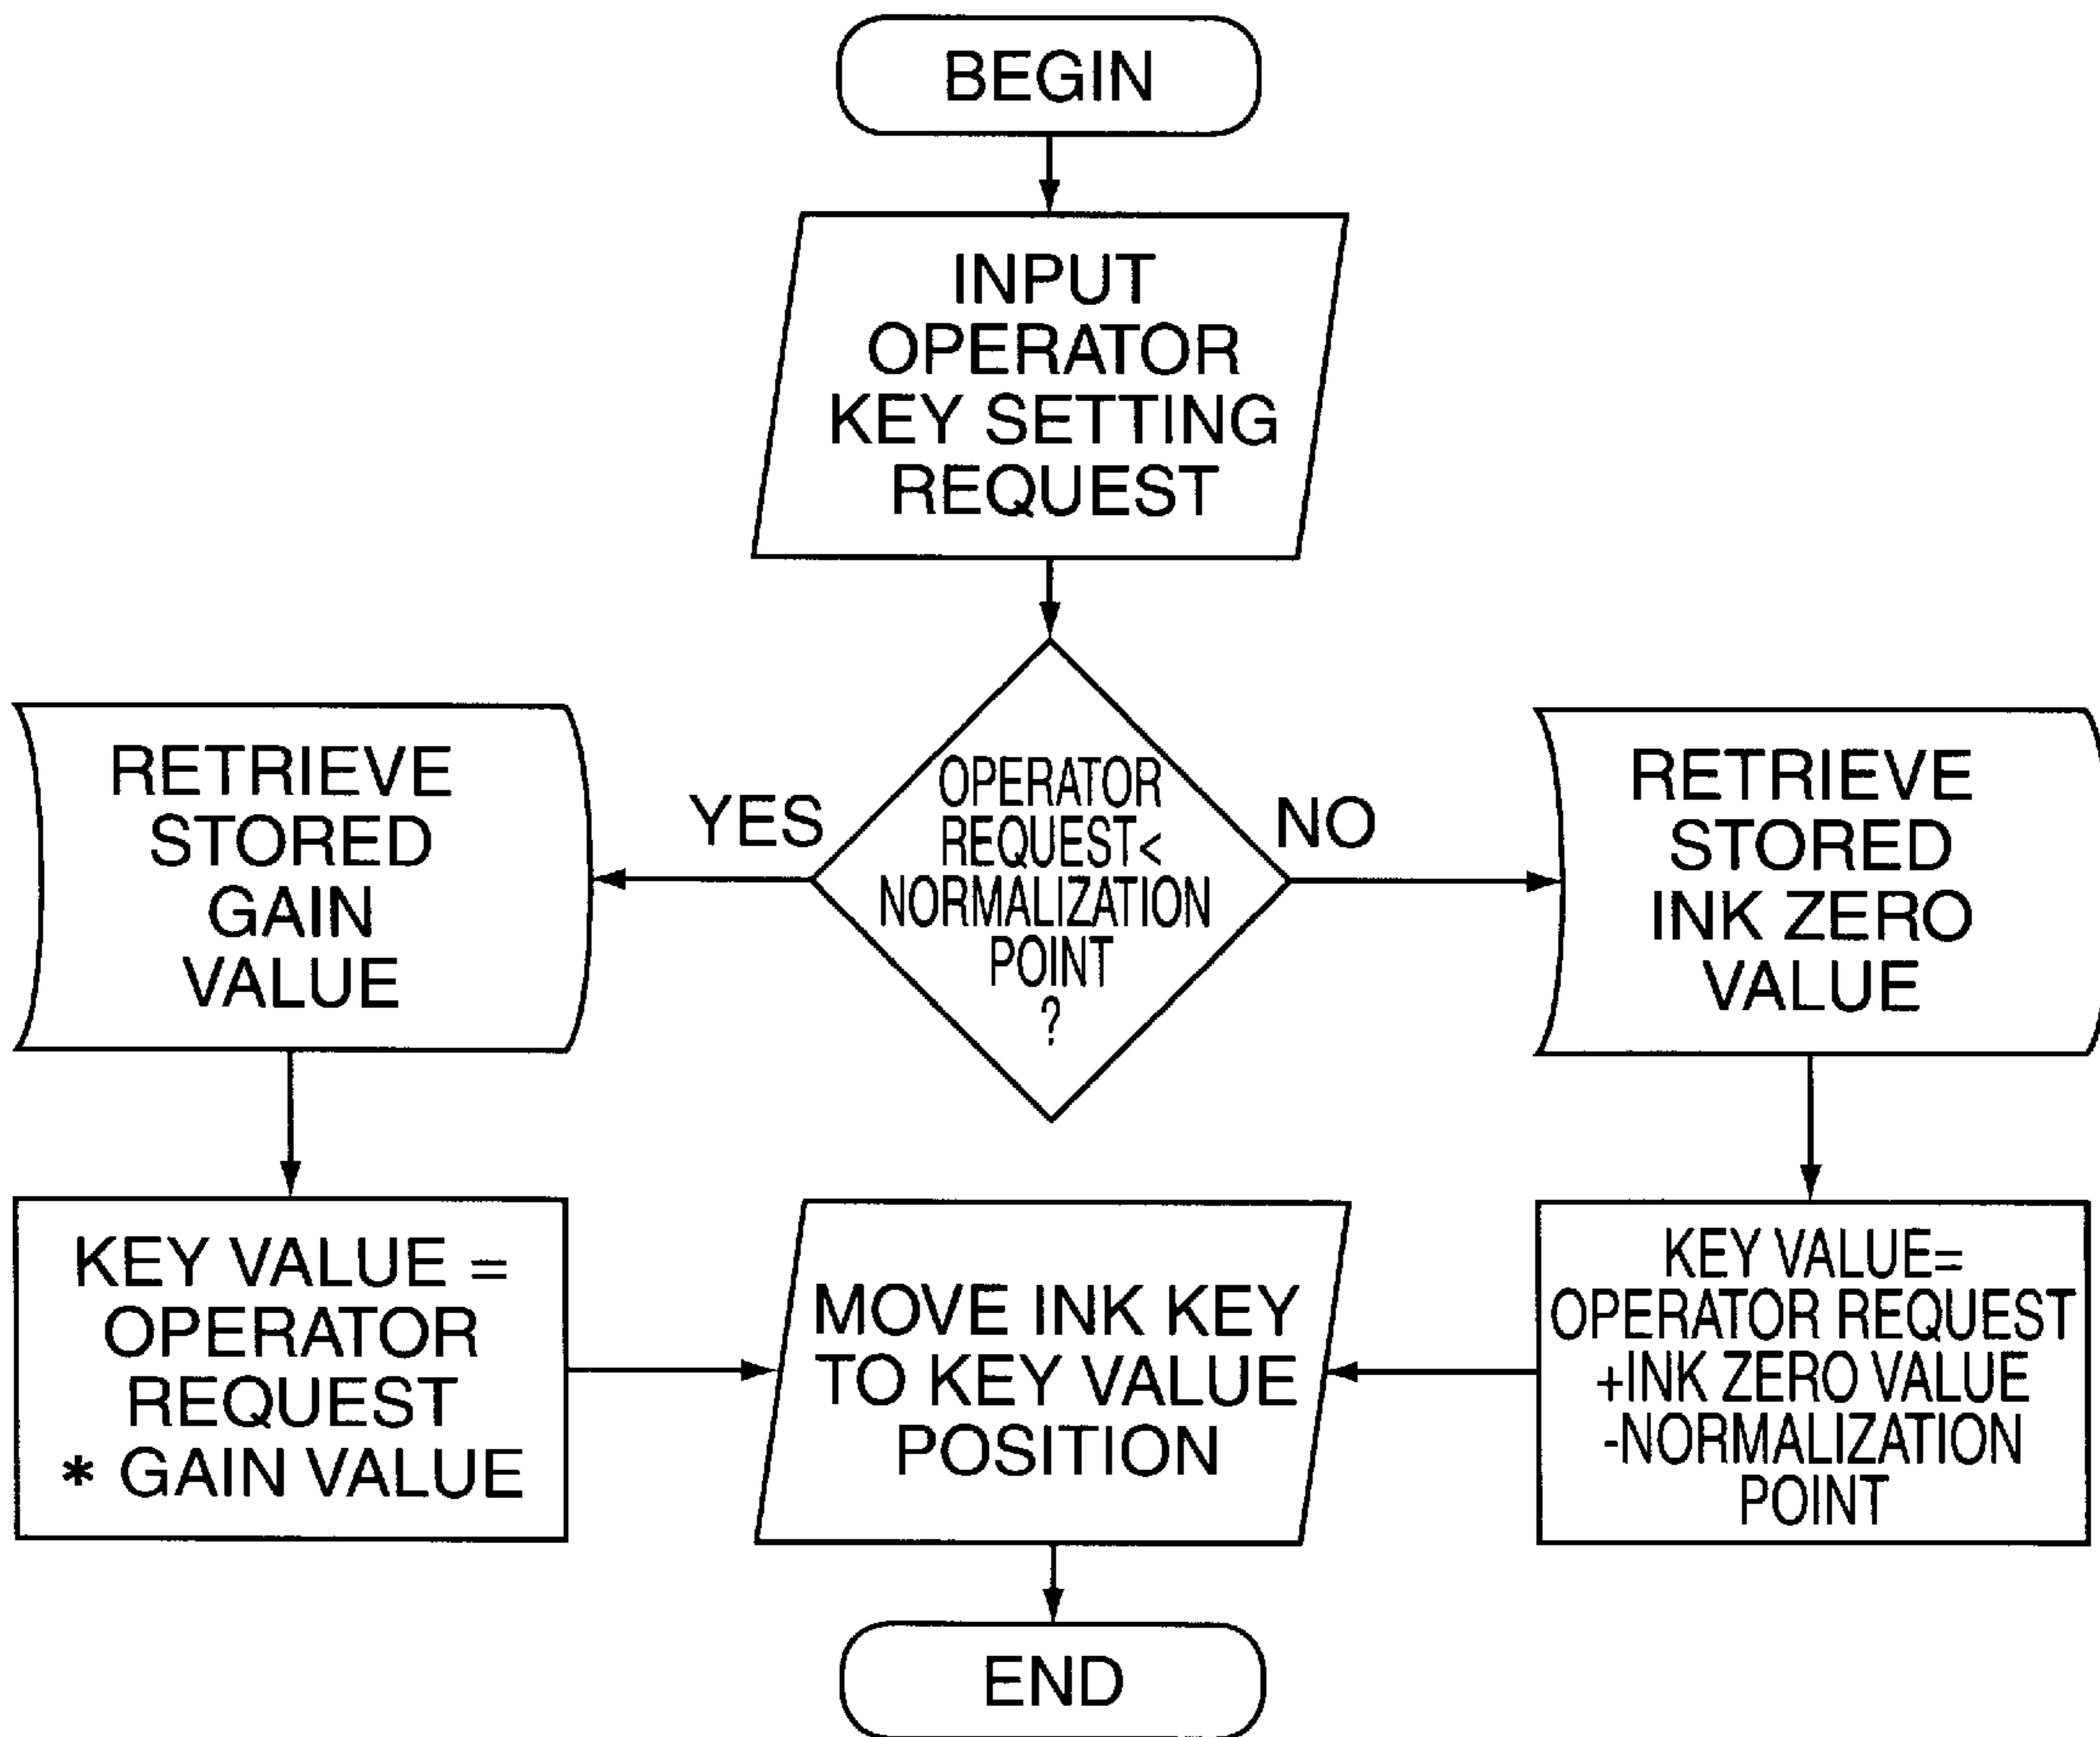 BEGIN
INPUT
OPERATOR
KEY SETTING
REQUEST
OPERATOR
REQUEST<
NORMALIZATION
POINT
?
YES
NO
RETRIEVE
STORED
GAIN
VALUE
RETRIEVE
STORED
INK ZERO
VALUE
KEY VALUE =
OPERATOR
REQUEST
* GAIN VALUE
KEY VALUE=
OPERATOR REQUEST
+INK ZERO VALUE
-NORMALIZATION
POINT
MOVE INK KEY
TO KEY VALUE
POSITION
END